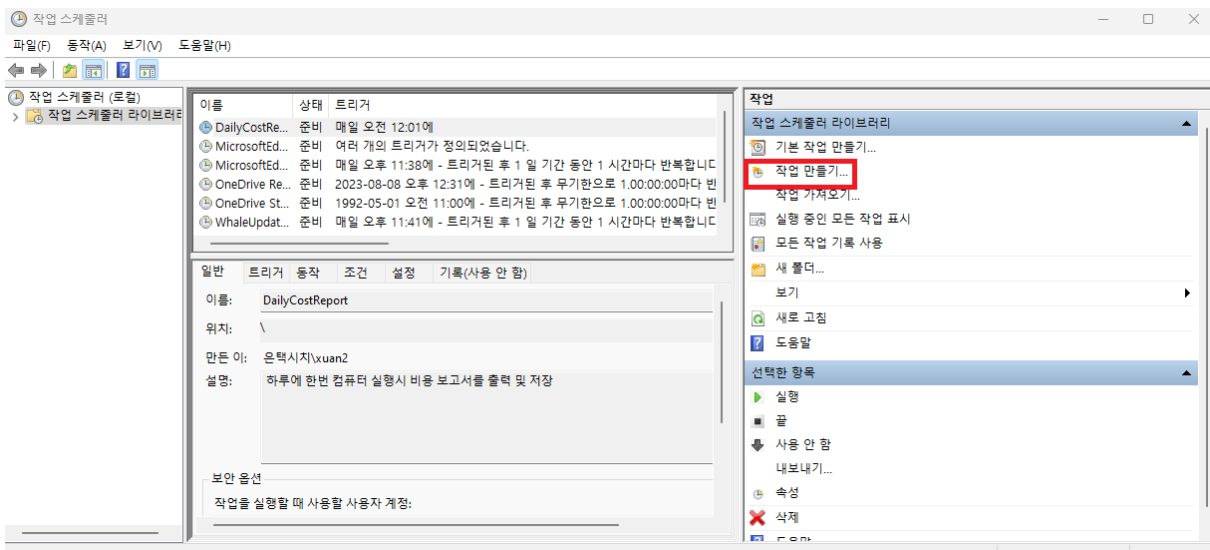 작업 스케줄러
파일(F) 동작(A) 보기(V) 도움말(H)
작업 스케줄러 (로컬)
작업 스케줄러 라이브러리
이름 상태 트리거
DailyCostRe... 준비 매일 오전 12:01에
MicrosoftEd... 준비 여러 개의 트리거가 정의되었습니다.
MicrosoftEd... 준비 매일 오후 11:38에 - 트리거된 후 1 일 기간 동안 1 시간마다 반복합니다
OneDrive Re... 준비 2023-08-08 오후 12:31에 - 트리거된 후 무기한으로 1.00:00:00마다 반
OneDrive St... 준비 1992-05-01 오전 11:00에 - 트리거된 후 무기한으로 1.00:00:00마다 반
WhaleUpdat... 준비 매일 오후 11:41에 - 트리거된 후 1 일 기간 동안 1 시간마다 반복합니다
일반 트리거 동작 조건 설정 기록(사용 안 함)
이름: DailyCostReport
위치: \
만든 이: 은택시치\xuan2
설명: 하루에 한번 컴퓨터 실행시 비용 보고서를 출력 및 저장
보안 옵션
작업을 실행할 때 사용할 사용자 계정:
작업
작업 스케줄러 라이브러리
기본 작업 만들기...
작업 만들기...
작업 가져오기...
실행 중인 모든 작업 표시
모든 작업 기록 사용
새 폴더...
보기
새로 고침
도움말
선택한 항목
실행
끝
사용 안 함
내보내기...
속성
삭제